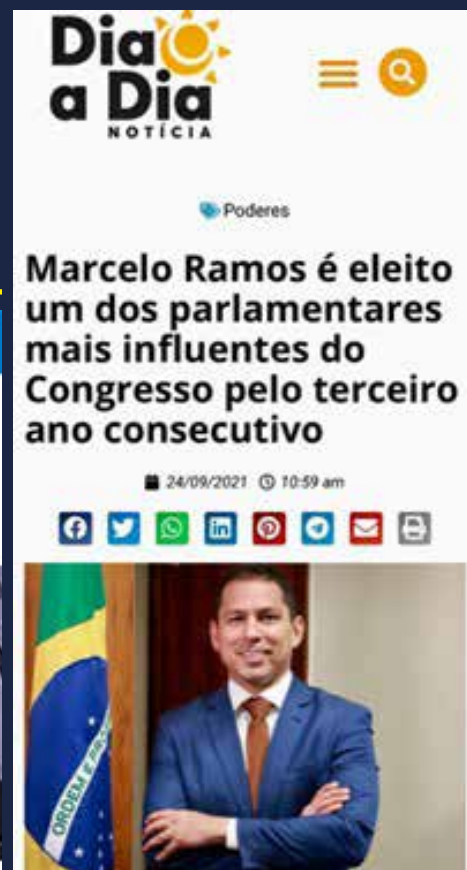 Dia
a Dia
NOTÍCIA
Poderes
Marcelo Ramos é eleito
um dos parlamentares
mais influentes do
Congresso pelo terceiro
ano consecutivo
24/09/2021 10:59 am
ORDEM E PRO